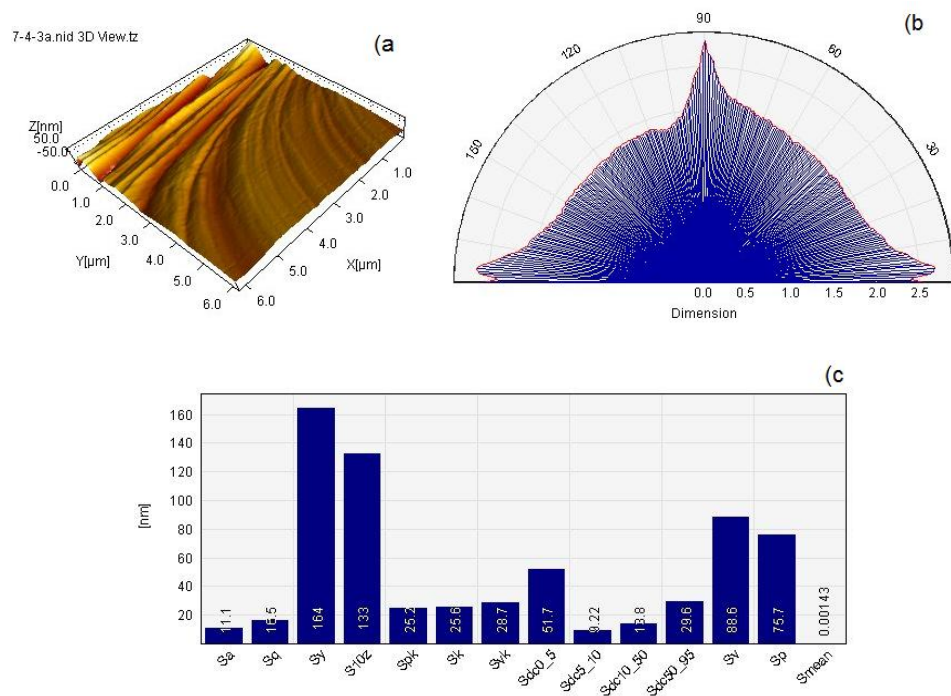 7-4-3a.nid 3D View.tz
(a
Z[nm]
50.0
-50.0
0.0
1.0
2.0
3.0
4.0
5.0
6.0
Y[µm]
1.0
2.0
3.0
4.0
5.0
6.0
X[µm]
(b)
90
120
60
150
30
0.0 0.5 1.0 1.5 2.0 2.5
Dimension
(c
160
140
120
100
80
60
40
20
[nm]
11.1 16.5 164 133 25.2 25.6 28.7 51.7 9.22 13.8 29.6 88.6 75.7 0.00143
Sa Sq Sy S10z Spk Sk Svk Sdc0_5 Sdc5_10 Sdc10_50 Sdc50_95 Sv Sp Smean